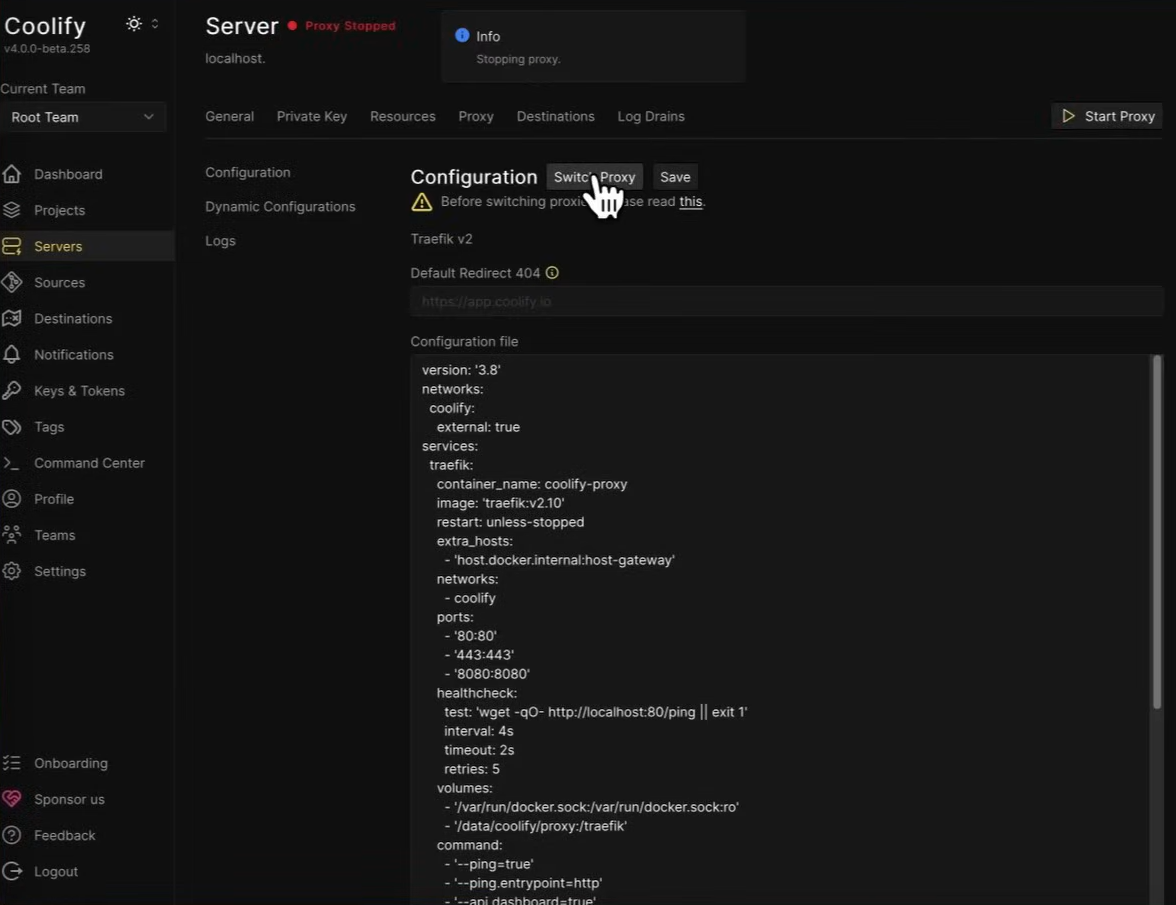 Coolify
v4.0.0-beta.258
Current Team
Root Team
Dashboard
Projects
Servers
Sources
Destinations
Notifications
Keys & Tokens
Tags
Command Center
Profile
Teams
Settings
Onboarding
Sponsor us
Feedback
Logout
Server Proxy Stopped
localhost.
Info
Stopping proxy.
General Private Key Resources Proxy Destinations Log Drains Start Proxy
Configuration
Dynamic Configurations
Logs
Configuration Switch Proxy Save
Before switching read this.
Traefik v2
Default Redirect 404
https://app.coolify.io
Configuration file
version: '3.8'
networks:
coolify:
external: true
services:
traefik:
container_name: coolify-proxy
image: 'traefik:v2.10'
restart: unless-stopped
extra_hosts:
- 'host.docker.internal:host-gateway'
networks:
- coolify
ports:
- '80:80'
- '443:443'
- '8080:8080'
healthcheck:
test: 'wget -qO- http://localhost:80/ping || exit 1'
interval: 4s
timeout: 2s
retries: 5
volumes:
- '/var/run/docker.sock:/var/run/docker.sock:ro'
- '/data/coolify/proxy:/traefik'
command:
- '--ping=true'
- '--ping.entrypoint=http'
- '--api.dashboard=true'